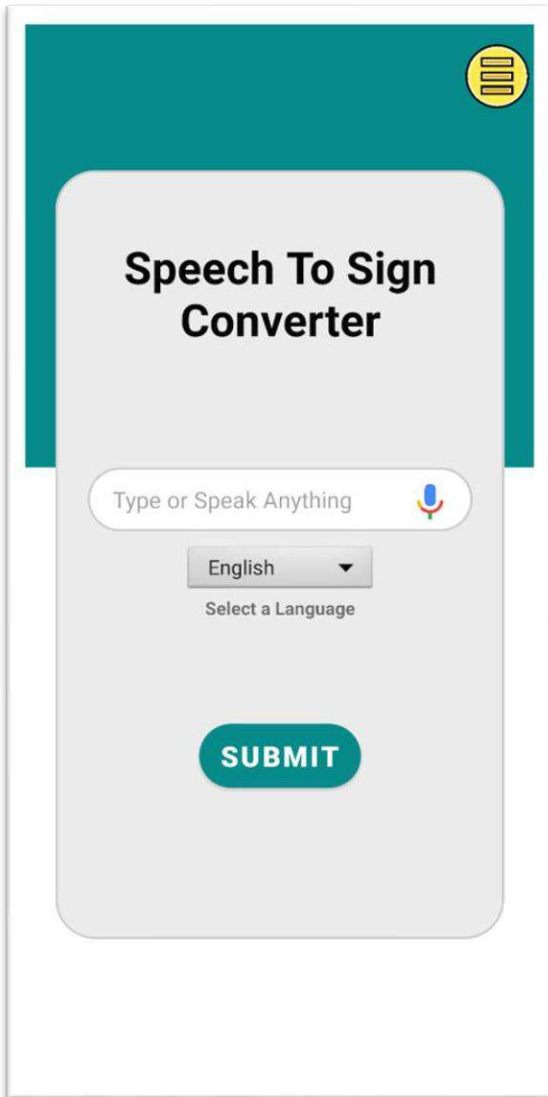 Speech To Sign
Converter
Type or Speak Anything
English
Select a Language
SUBMIT